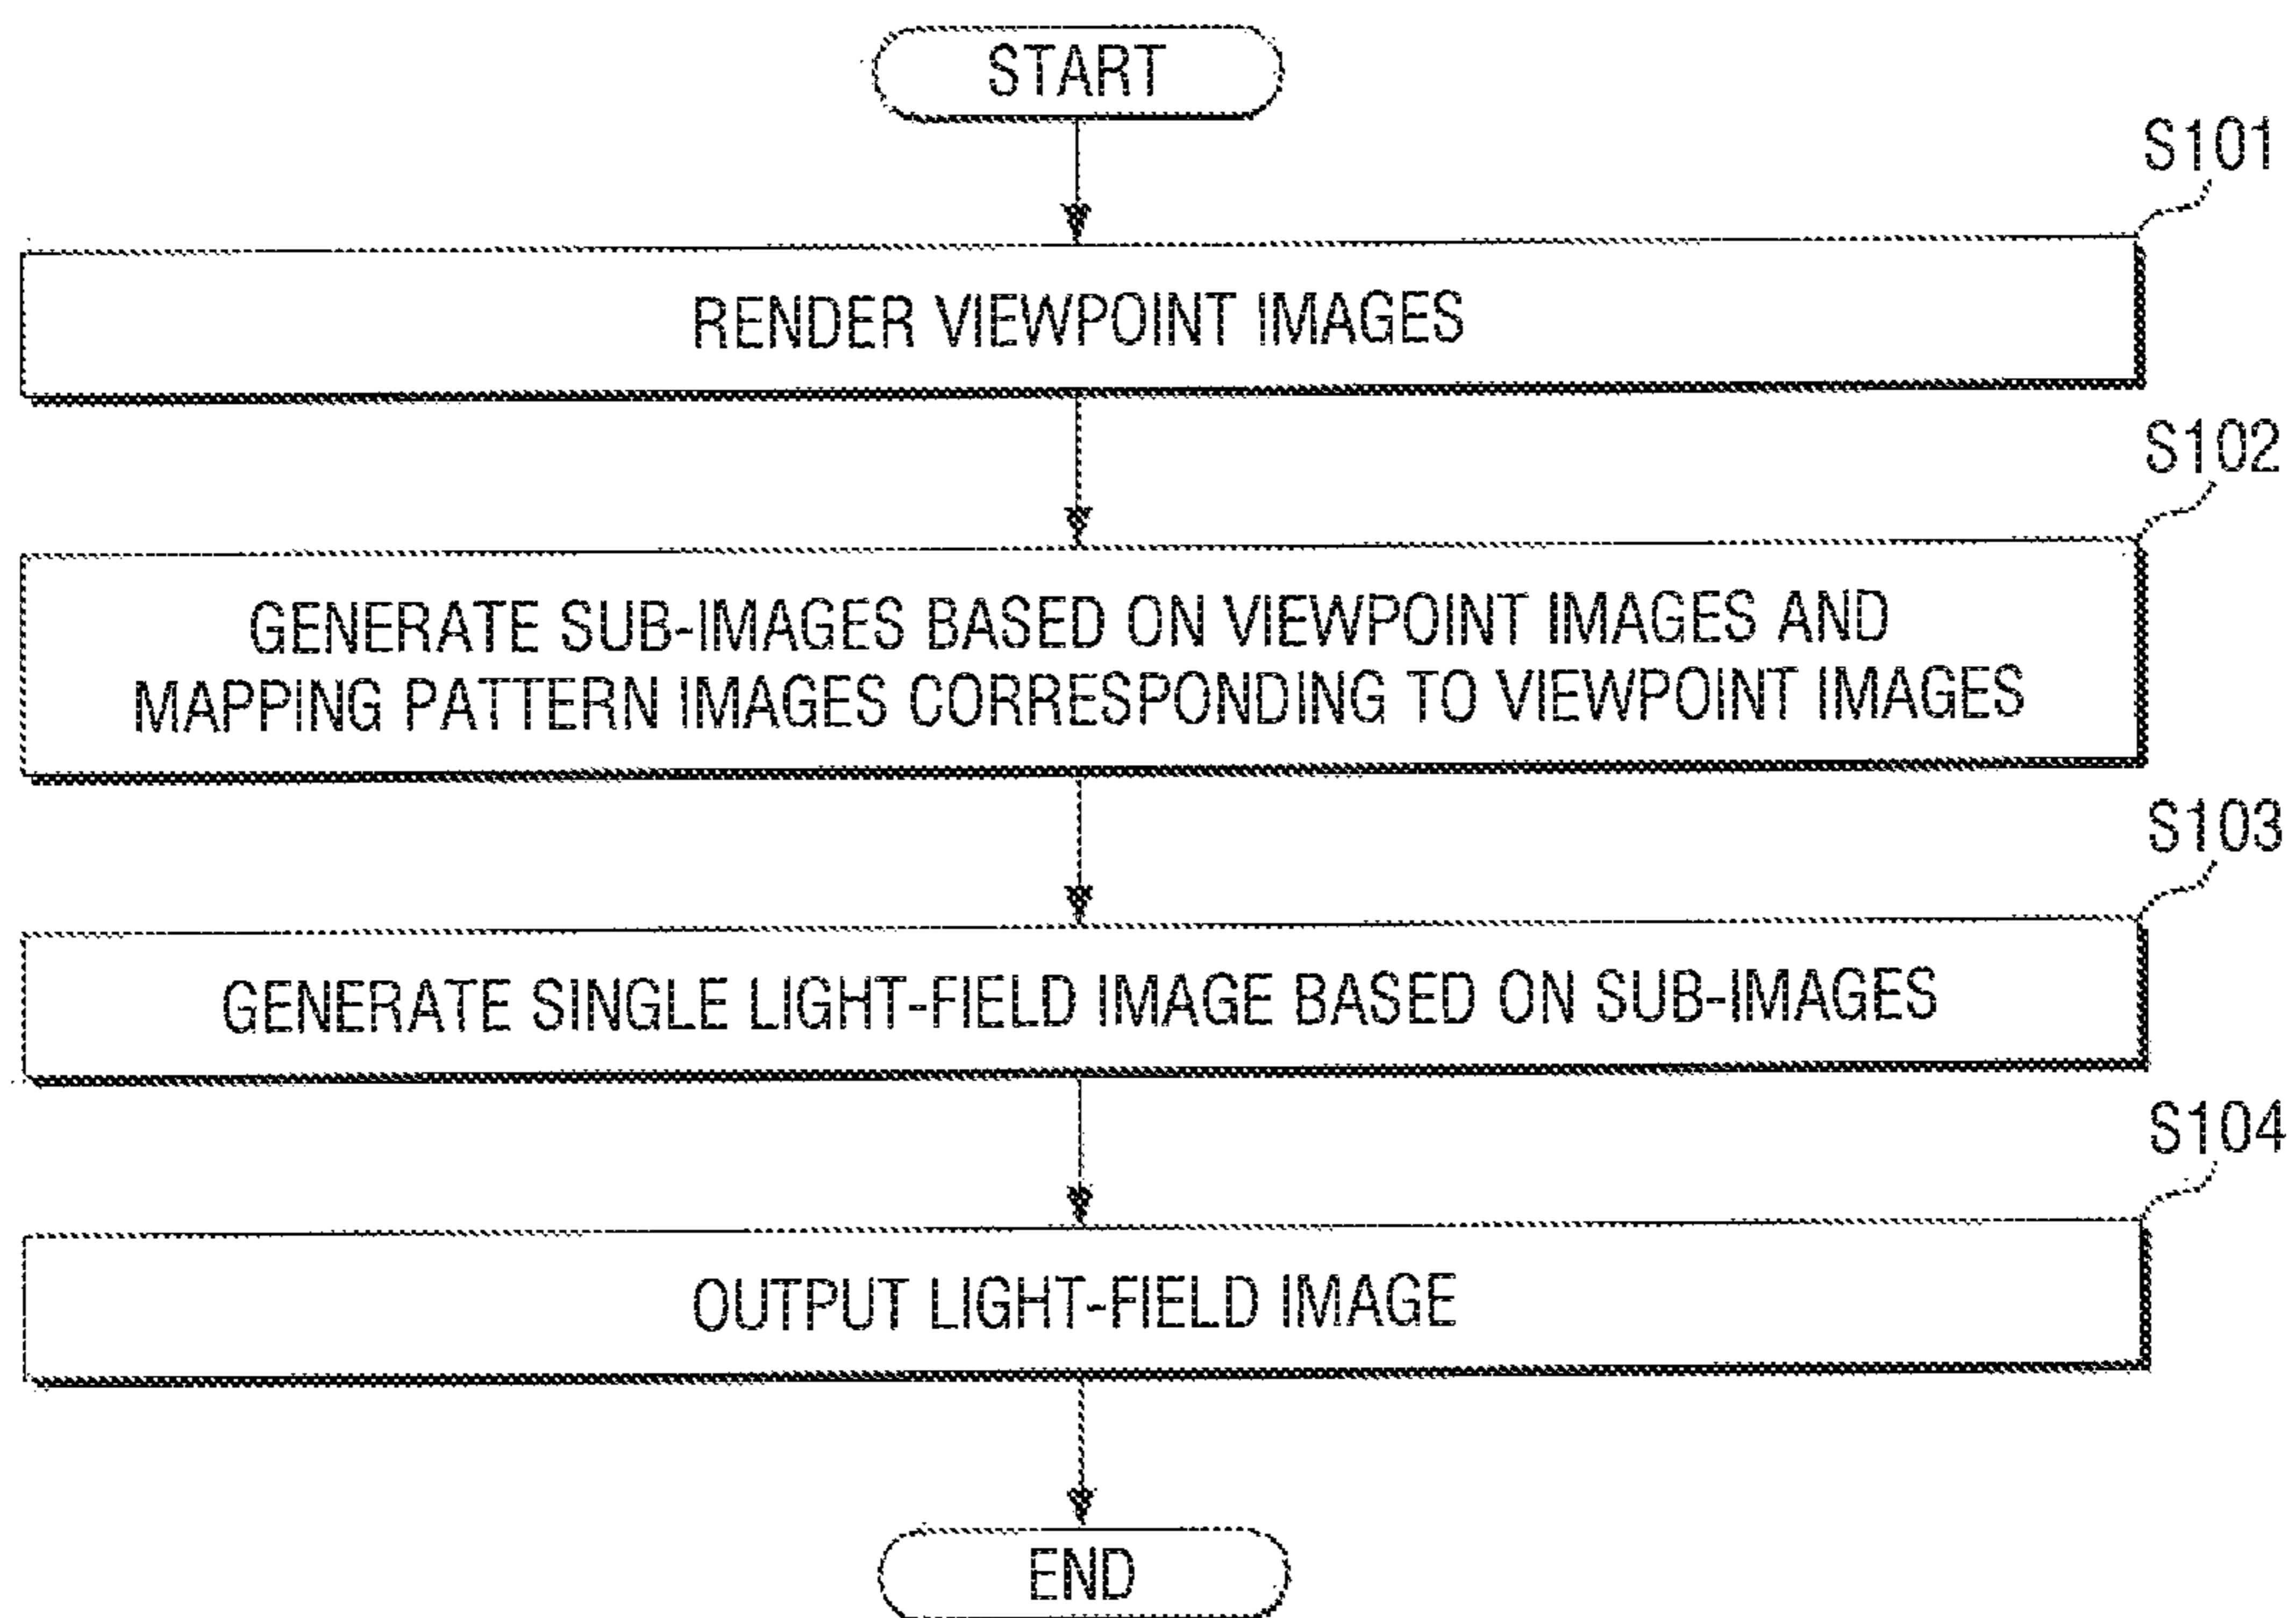 START
S101
RENDER VIEWPOINT IMAGES
S102
GENERATE SUB-IMAGES BASED ON VIEWPOINT IMAGES AND
MAPPING PATTERN IMAGES CORRESPONDING TO VIEWPOINT IMAGES
S103
GENERATE SINGLE LIGHT-FIELD IMAGE BASED ON SUB-IMAGES
S104
OUTPUT LIGHT-FIELD IMAGE
END